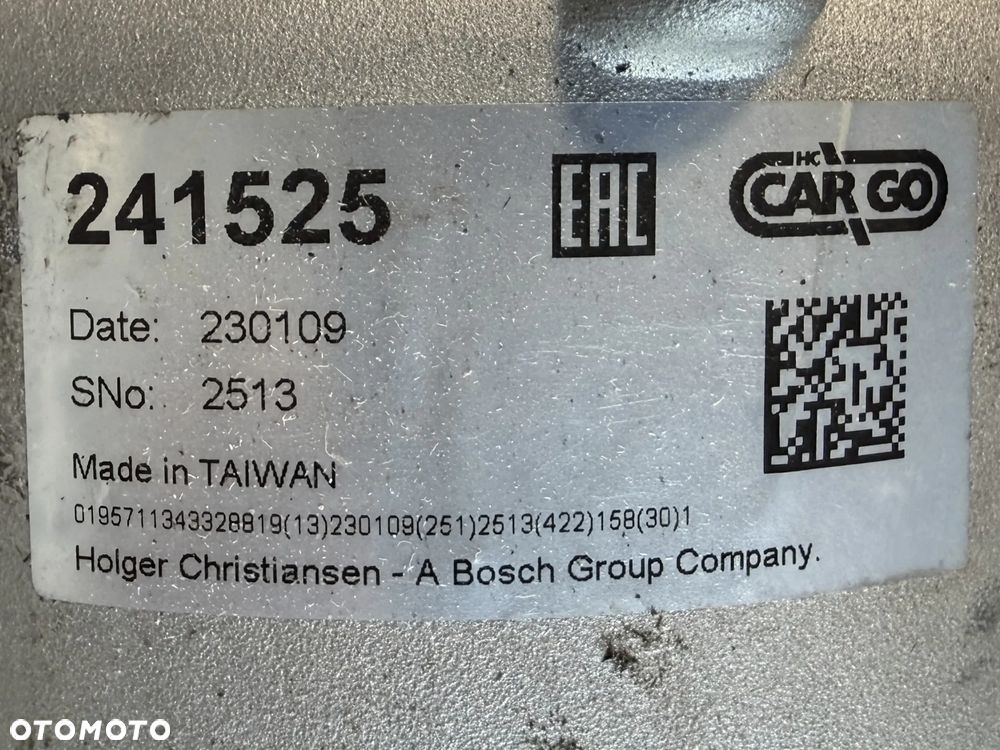 241525
EAC
HC
CARGO
Date: 230109
SNo: 2513
Made in TAIWAN
0195711343328819(13)230109(251)2513(422)158(30)1
Holger Christiansen - A Bosch Group Company.
OTOMOTO